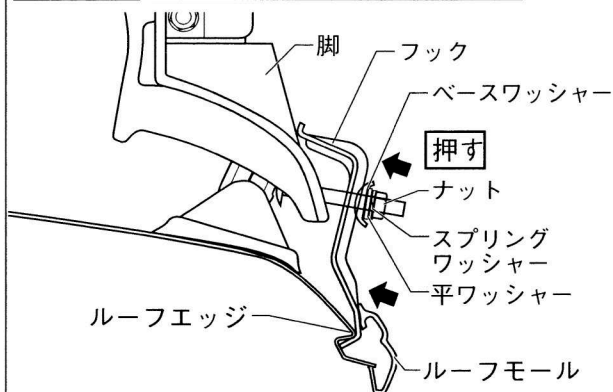 脚
フック
ベースワッシャー
押す
ナット
スプリング
ワッシャー
平ワッシャー
ルーフエッジ
ルーフモール